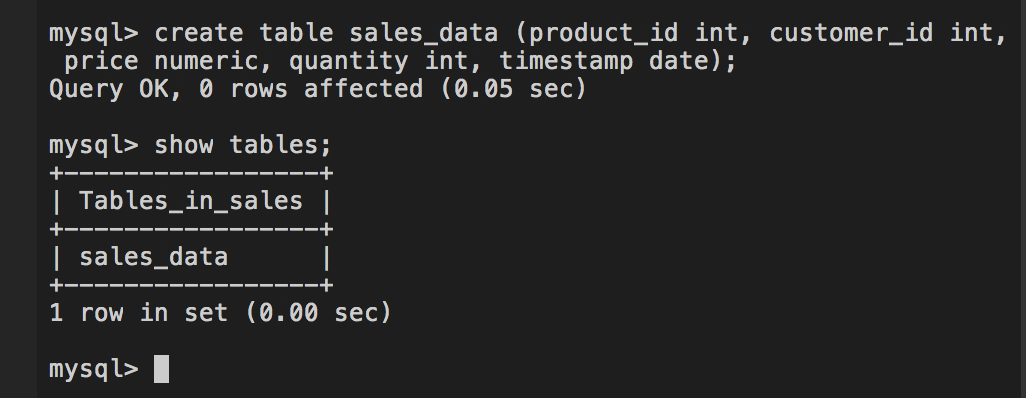 mysql> create table sales_data (product_id int, customer_id int,
 price numeric, quantity int, timestamp date);
Query OK, 0 rows affected (0.05 sec)

mysql> show tables;
+-----------------+
| Tables_in_sales |
+-----------------+
| sales_data      |
+-----------------+
1 row in set (0.00 sec)

mysql>